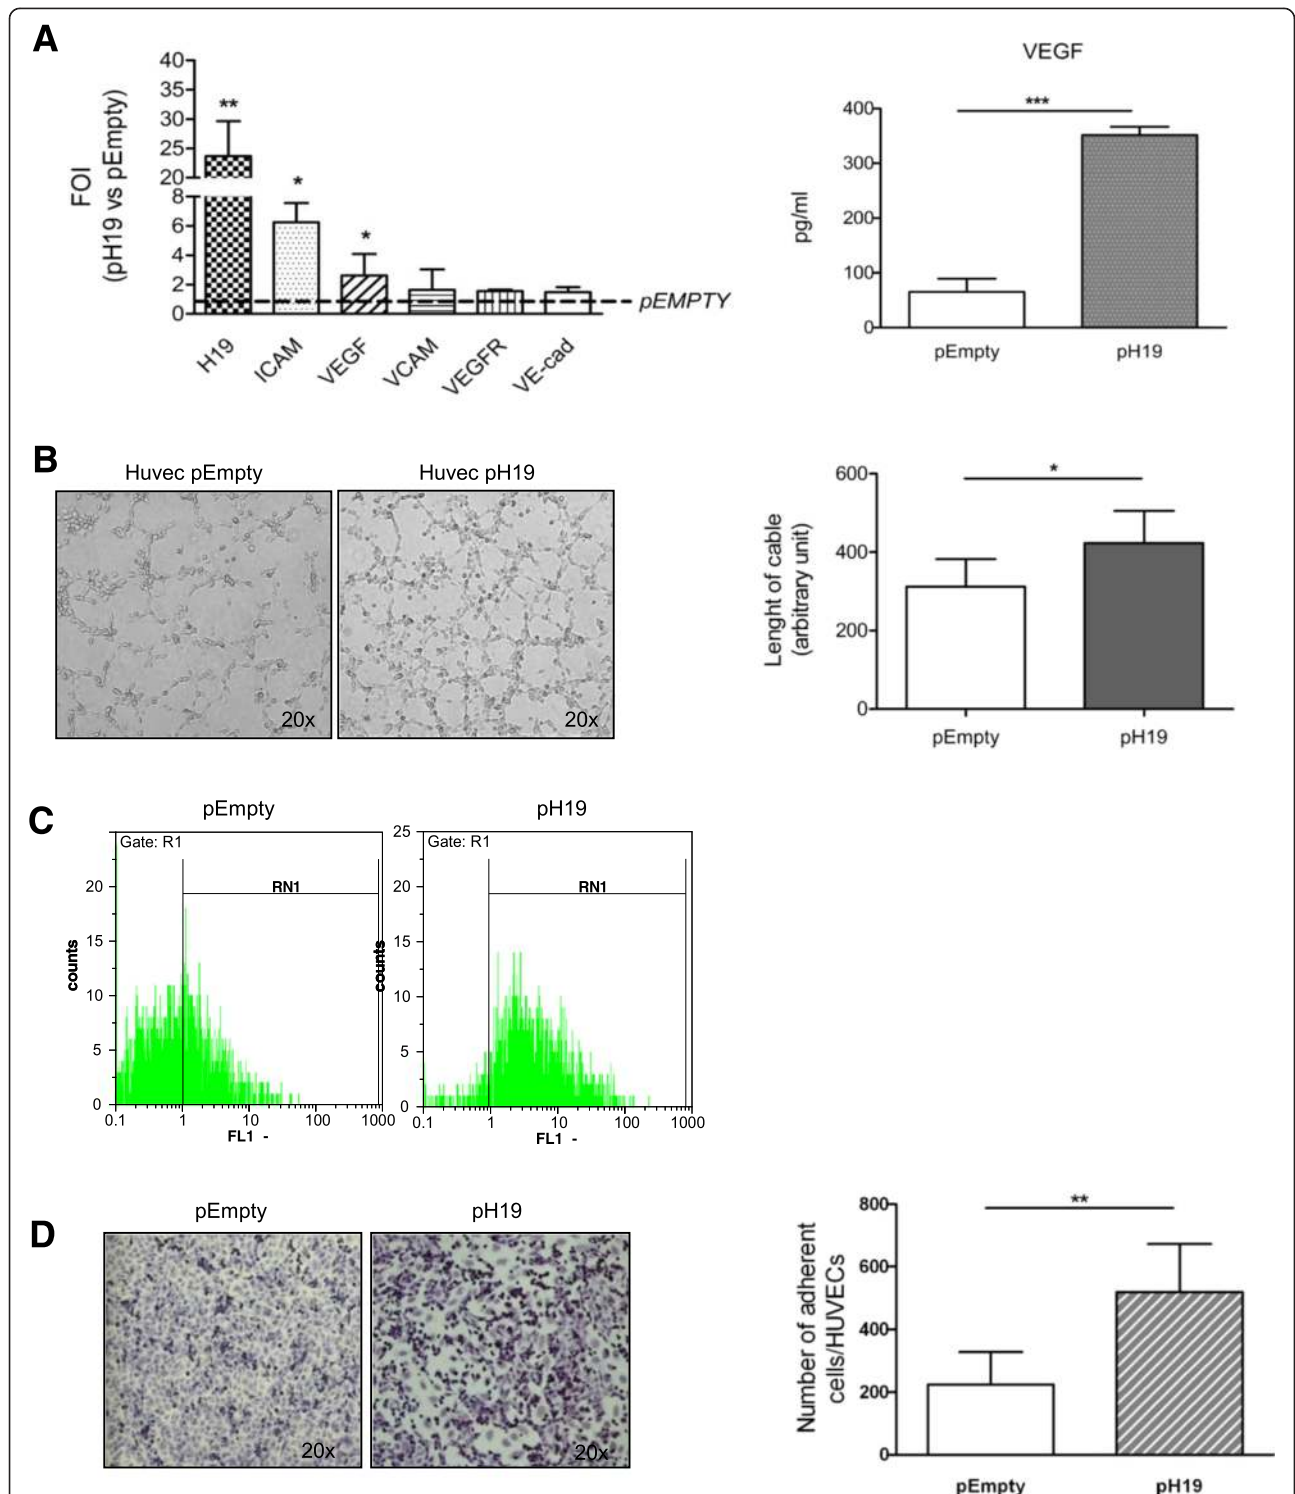 A
FOI
(pH19 vs pEmpty)
40
35
30
25
20
8
6
4
2
0
**
*
*
pEMPTY
H19
ICAM
VEGF
VCAM
VEGFR
VE-cad
VEGF
pg/ml
400
300
200
100
0
***
pEmpty
pH19
B
Huvec pEmpty
Huvec pH19
20x
20x
Lenght of cable
(arbitrary unit)
600
400
200
0
*
pEmpty
pH19
C
pEmpty
Gate: R1
RN1
counts
20
15
10
5
0
0.1
1
10
100
1000
FL1 -
pH19
Gate: R1
RN1
counts
25
20
15
10
5
0
0.1
1
10
100
1000
FL1 -
D
pEmpty
pH19
20x
20x
Number of adherent
cells/HUVECs
800
600
400
200
0
**
pEmpty
pH19